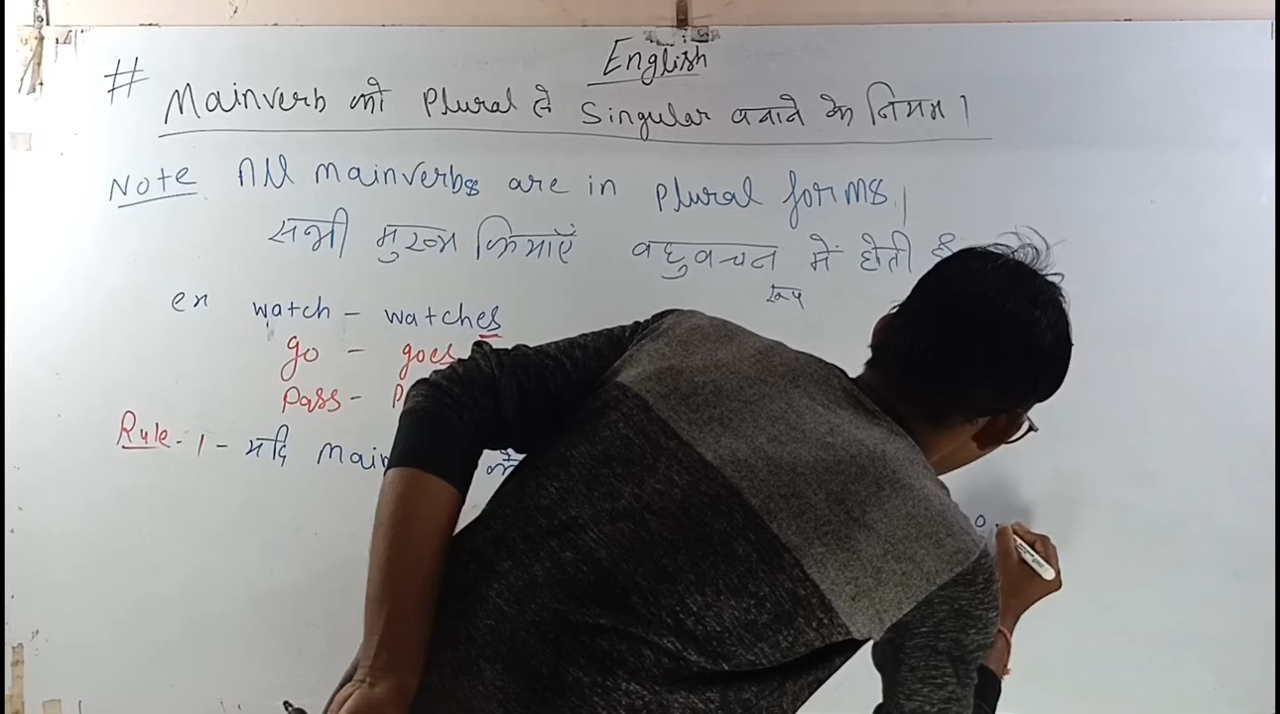 English
# Mainverb को Plural से Singular बनाने के नियम।
Note All mainverbs are in plural forms।
सभी मुख्य क्रियाएँ बहुवचन में होती
रूप
ex watch - watches
go - goes
Pass -
Rule-1- यदि